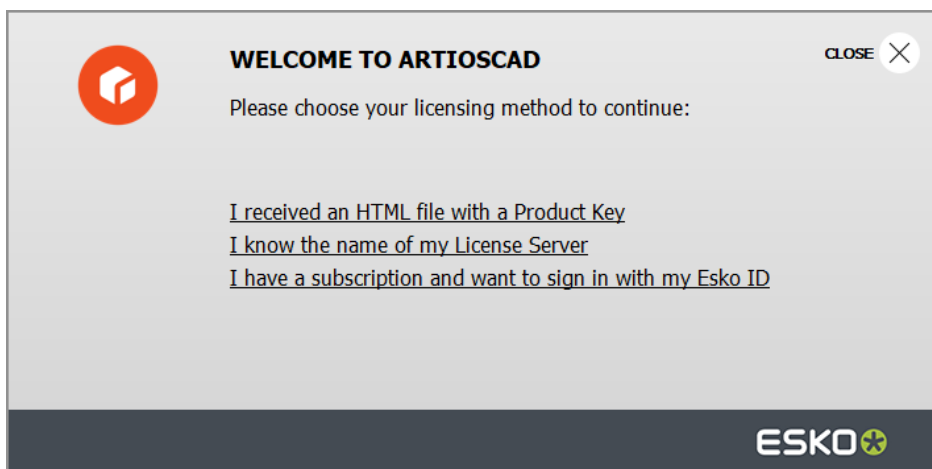 WELCOME TO ARTIOSCAD
CLOSE
Please choose your licensing method to continue:
I received an HTML file with a Product Key
I know the name of my License Server
I have a subscription and want to sign in with my Esko ID
ESKO